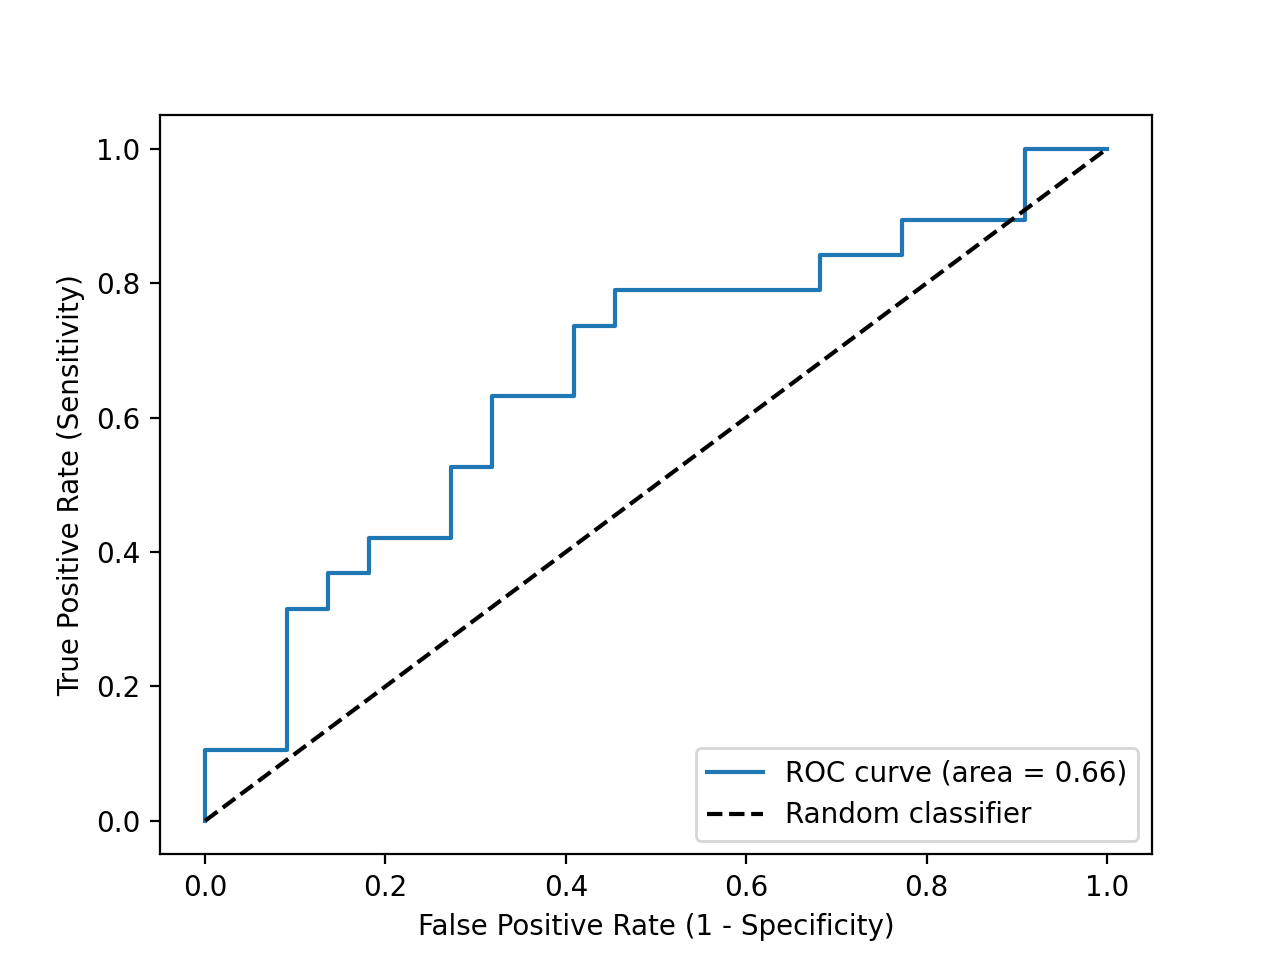 1.0
0.8
0.6
0.4
0.2
0.0
True Positive Rate (Sensitivity)
ROC curve (area = 0.66)
Random classifier
0.0 0.2 0.4 0.6 0.8 1.0
False Positive Rate (1 - Specificity)